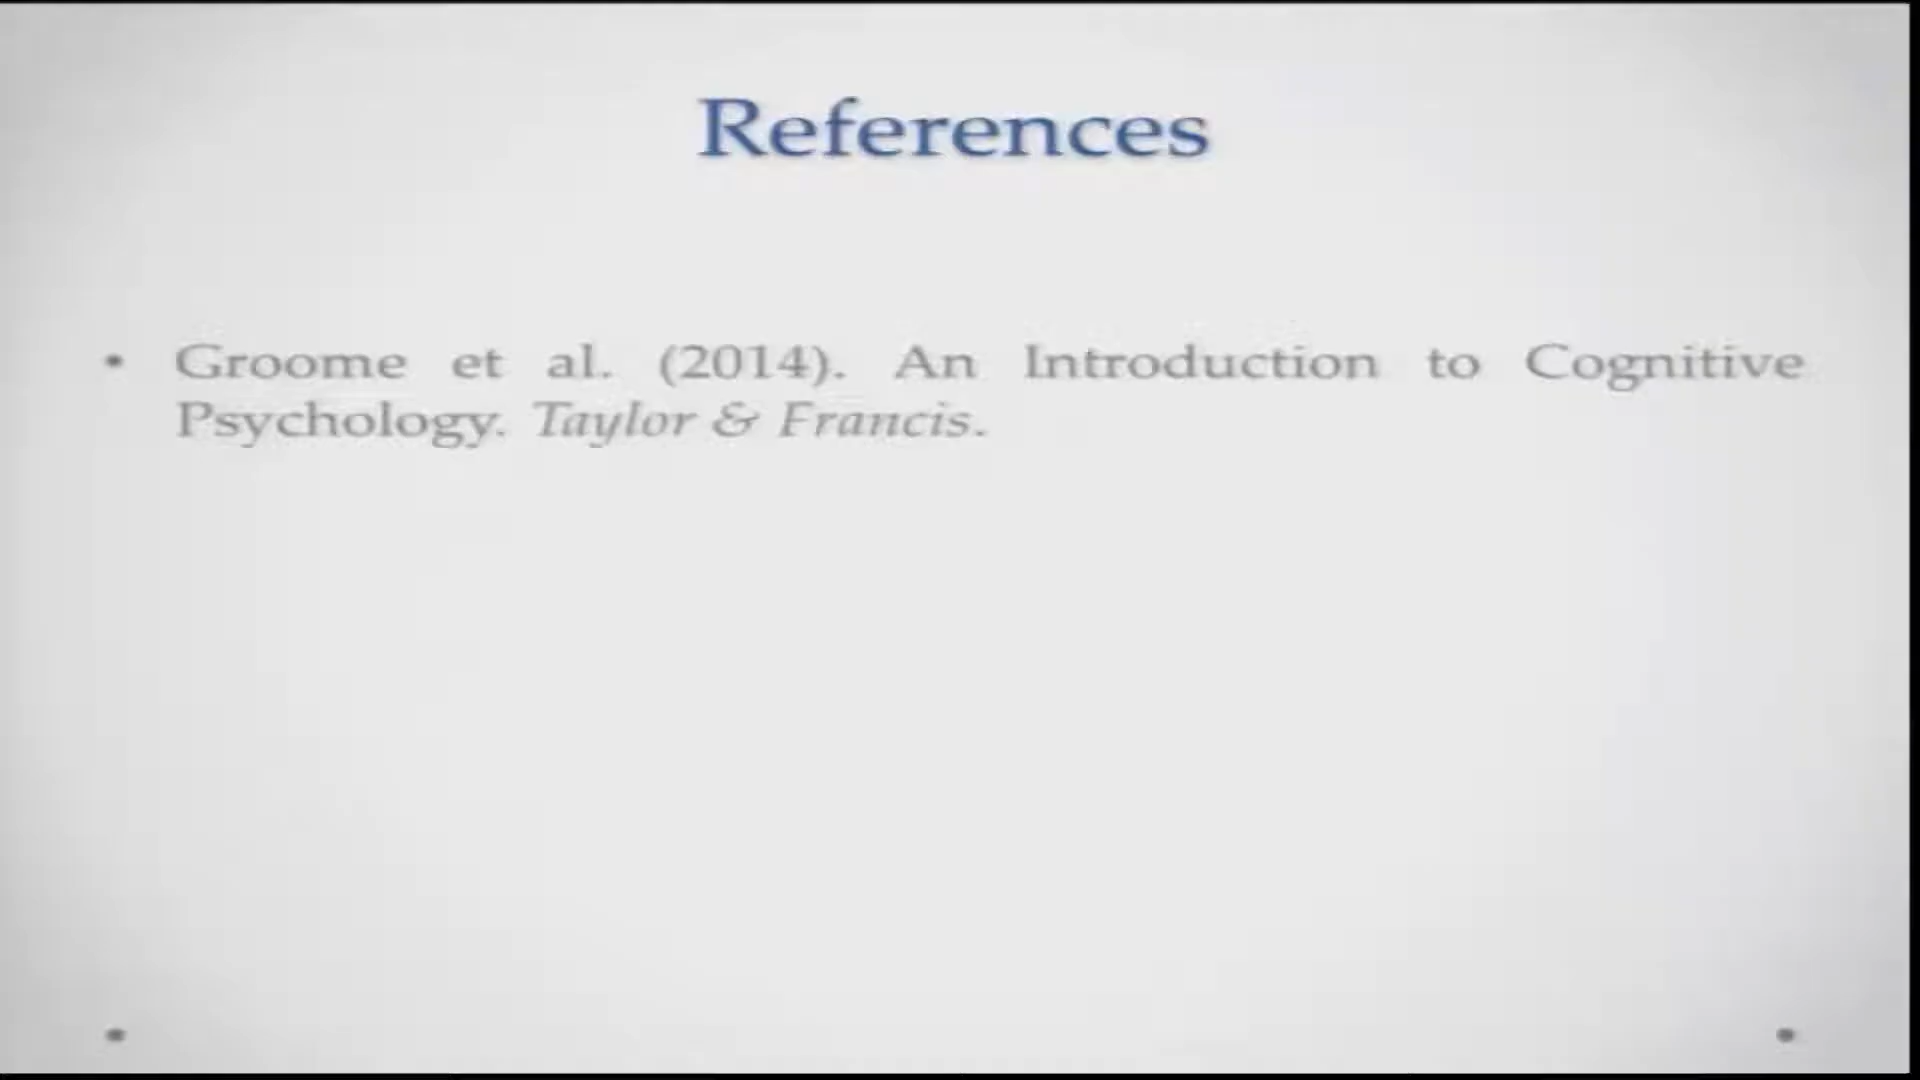 References
• Groome et al. (2014). An Introduction to Cognitive
Psychology. Taylor & Francis.